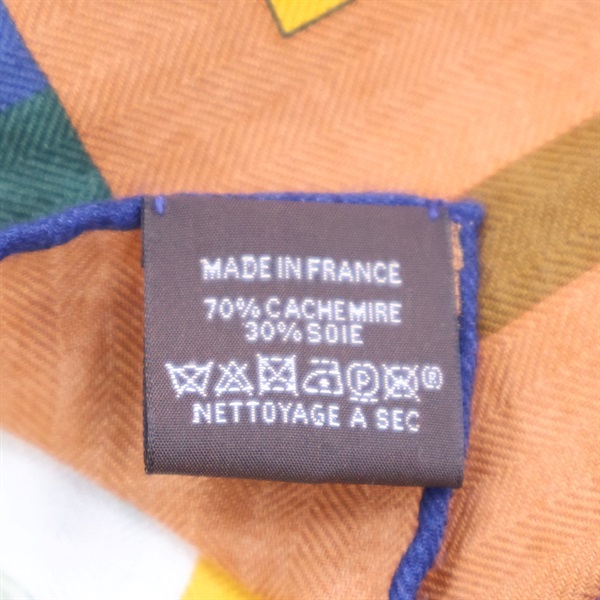 MADE IN FRANCE
70% CACHEMIRE
30% SOIE
P ®
NETTOYAGE A SEC